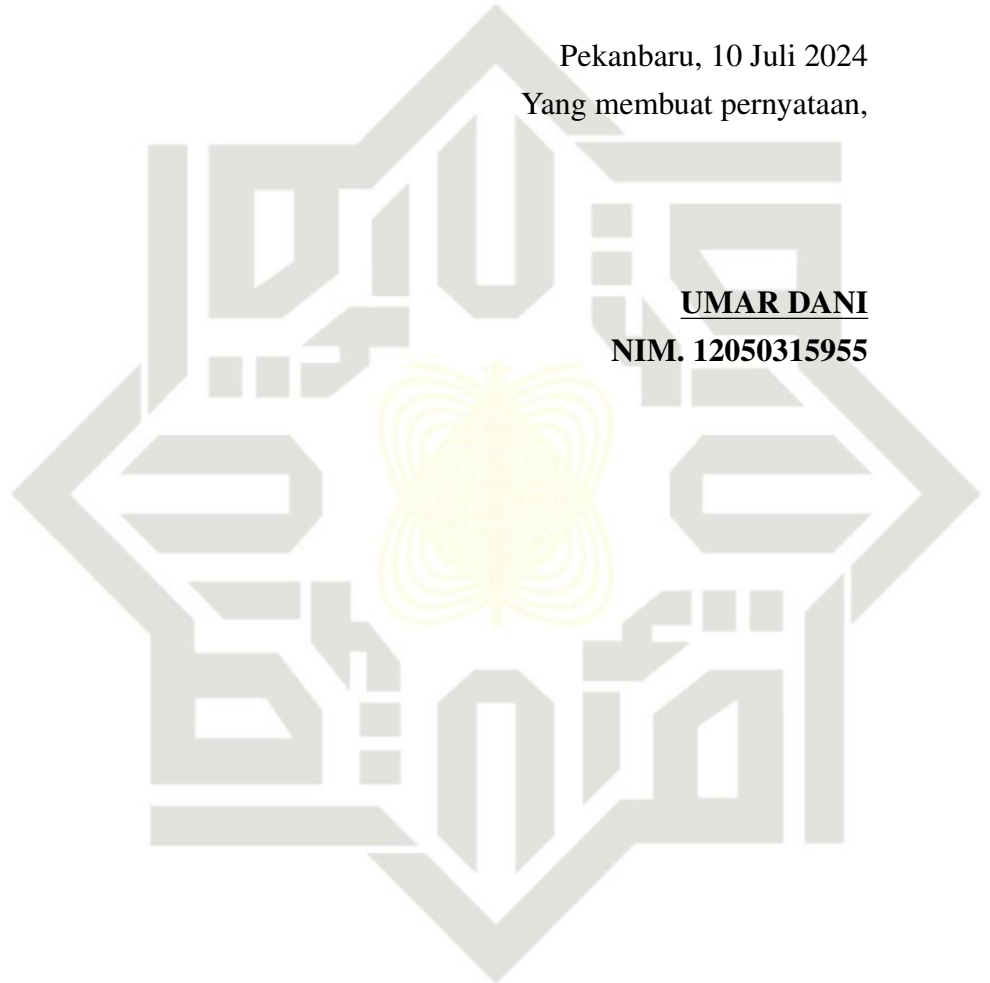 Pekanbaru, 10 Juli 2024
Yang membuat pernyataan,
UMAR DANI
NIM. 12050315955